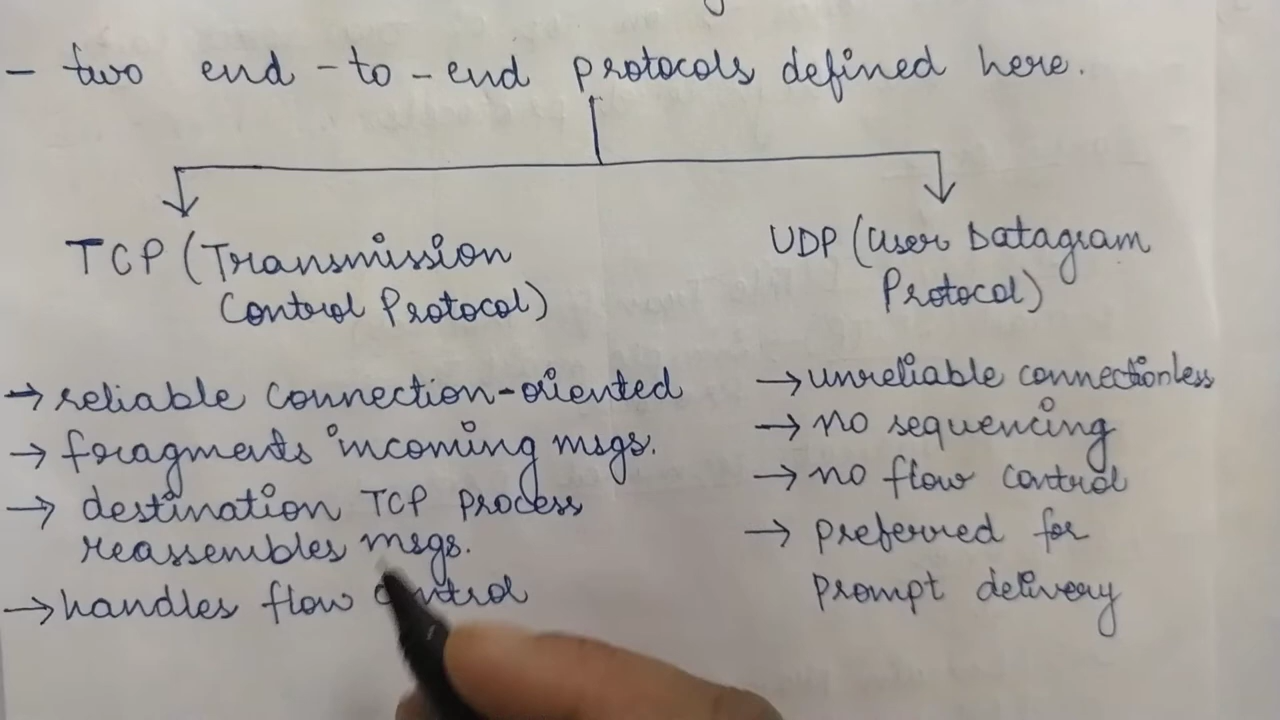 - two end-to-end protocols defined here.
TCP (Transmission
Control Protocol)
→ reliable connection-oriented
→ fragments incoming msgs.
→ destination TCP process
reassembles msgs.
→ handles flow control
UDP (User Datagram
Protocol)
→ unreliable connectionless
→ no sequencing
→ no flow control
→ preferred for
prompt delivery